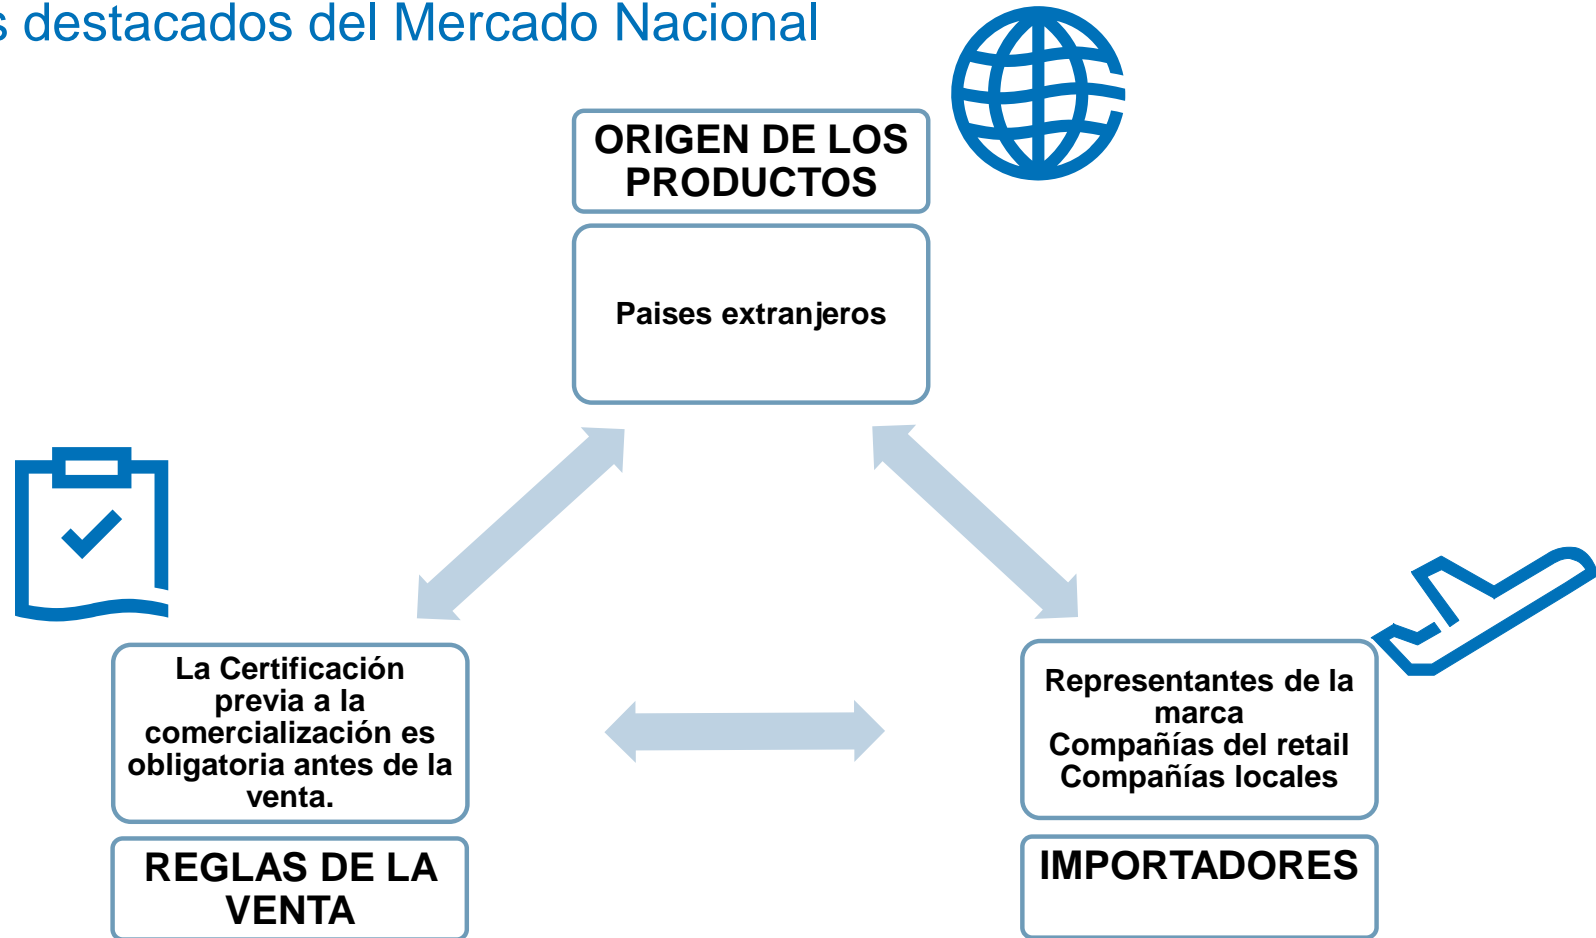 s destacados del Mercado Nacional
ORIGEN DE LOS
PRODUCTOS
Paises extranjeros
La Certificación
previa a la
comercialización es
obligatoria antes de la
venta.
REGLAS DE LA
VENTA
Representantes de la
marca
Compañías del retail
Compañías locales
IMPORTADORES